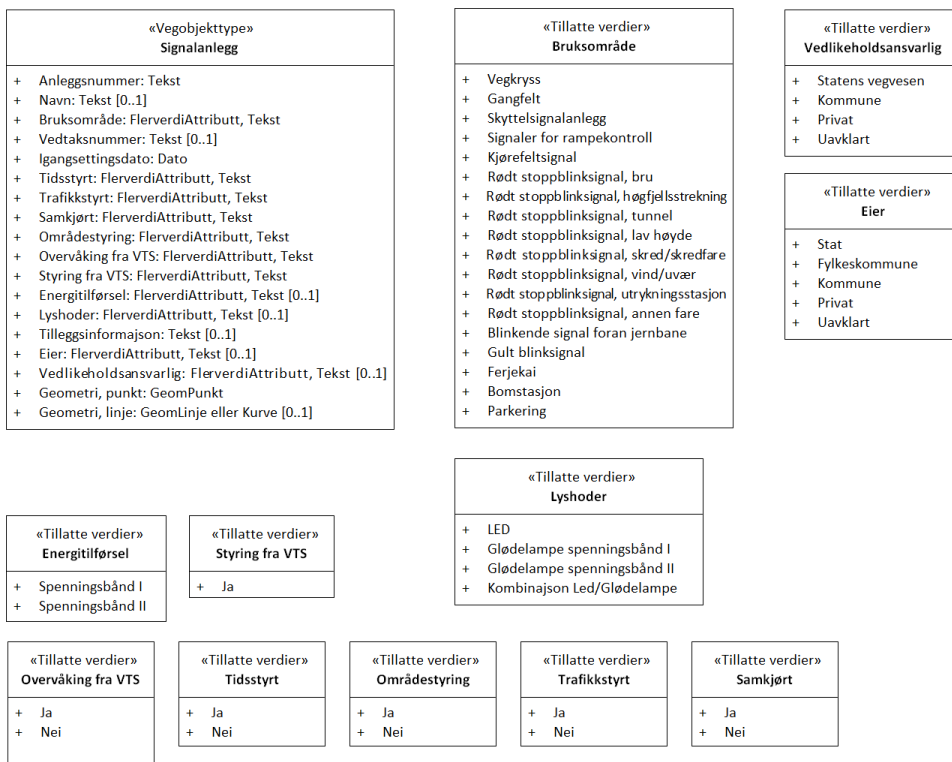 «Vegobjekttype»
Signalanlegg
+ Anleggsnummer: Tekst
+ Navn: Tekst [0..1]
+ Bruksområde: FlerverdiAttributt, Tekst
+ Vedtaksnummer: Tekst [0..1]
+ Igangsettingsdato: Dato
+ Tidsstyrt: FlerverdiAttributt, Tekst
+ Trafikkstyrt: FlerverdiAttributt, Tekst
+ Samkjørt: FlerverdiAttributt, Tekst
+ Områdestyring: FlerverdiAttributt, Tekst
+ Overvåking fra VTS: FlerverdiAttributt, Tekst
+ Styring fra VTS: FlerverdiAttributt, Tekst
+ Energitilførsel: FlerverdiAttributt, Tekst [0..1]
+ Lyshoder: FlerverdiAttributt, Tekst [0..1]
+ Tilleggsinformajson: Tekst [0..1]
+ Eier: FlerverdiAttributt, Tekst [0..1]
+ Vedlikeholdsansvarlig: FlerverdiAttributt, Tekst [0..1]
+ Geometri, punkt: GeomPunkt
+ Geometri, linje: GeomLinje eller Kurve [0..1]
«Tillatte verdier»
Bruksområde
+ Vegkryss
+ Gangfelt
+ Skyttelsignalanlegg
+ Signaler for rampekontroll
+ Kjørefeltsignal
+ Rødt stoppblinksignal, bru
+ Rødt stoppblinksignal, høgfjellsstrekning
+ Rødt stoppblinksignal, tunnel
+ Rødt stoppblinksignal, lav høyde
+ Rødt stoppblinksignal, skred/skredfare
+ Rødt stoppblinksignal, vind/uvær
+ Rødt stoppblinksignal, utrykningsstasjon
+ Rødt stoppblinksignal, annen fare
+ Blinkende signal foran jernbane
+ Gult blinksignal
+ Ferjekai
+ Bomstasjon
+ Parkering
«Tillatte verdier»
Vedlikeholdsansvarlig
+ Statens vegvesen
+ Kommune
+ Privat
+ Uavklart
«Tillatte verdier»
Eier
+ Stat
+ Fylkeskommune
+ Kommune
+ Privat
+ Uavklart
«Tillatte verdier»
Lyshoder
+ LED
+ Glødelampe spenningsbånd I
+ Glødelampe spenningsbånd II
+ Kombinajson Led/Glødelampe
«Tillatte verdier»
Energitilførsel
+ Spenningsbånd I
+ Spenningsbånd II
«Tillatte verdier»
Styring fra VTS
+ Ja
«Tillatte verdier»
Overvåking fra VTS
+ Ja
+ Nei
«Tillatte verdier»
Tidsstyrt
+ Ja
+ Nei
«Tillatte verdier»
Områdestyring
+ Ja
+ Nei
«Tillatte verdier»
Trafikkstyrt
+ Ja
+ Nei
«Tillatte verdier»
Samkjørt
+ Ja
+ Nei